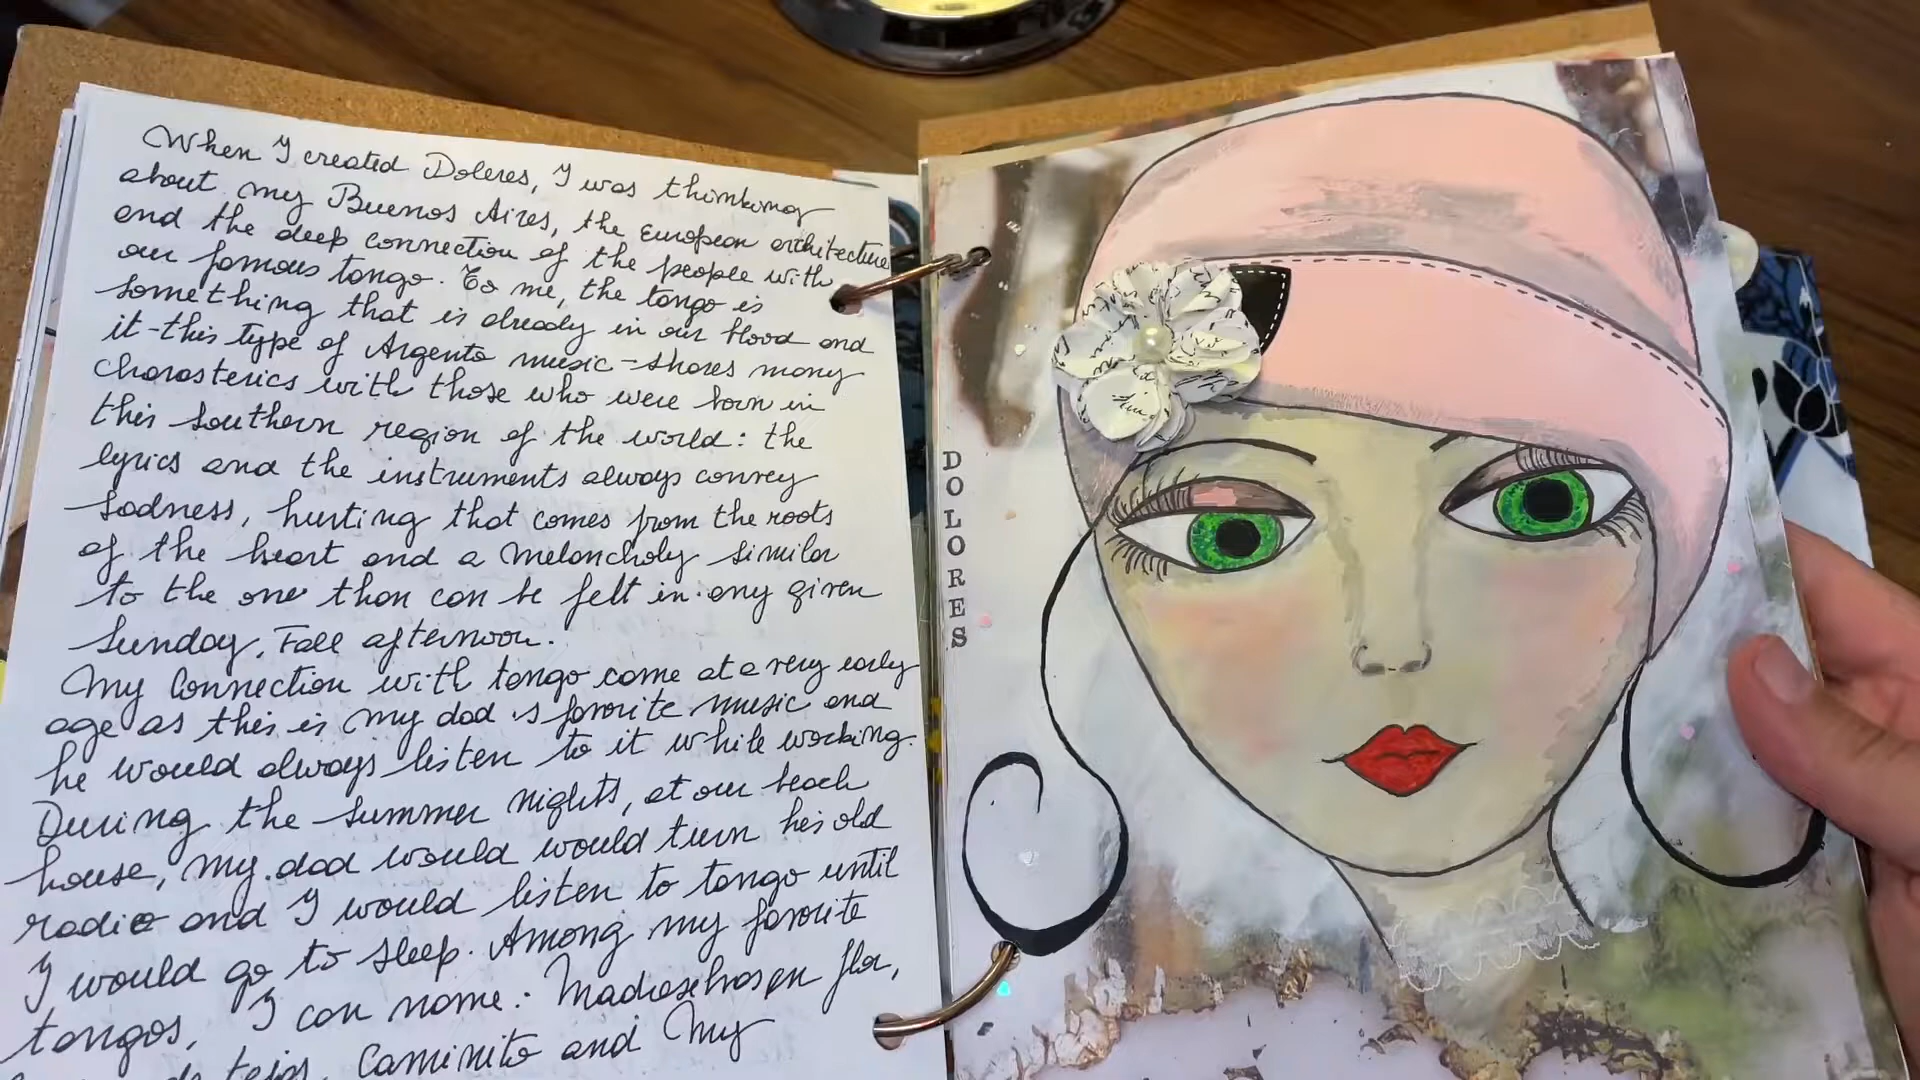 When I created Dolores, I was thinking
about my Buenos Aires, the European architecture
and the deep connection of the people with
our famous tango. To me, the tango is
something that is already in our blood and
it-this type of Argento music-shares many
charasterics with those who were born in
this southern region of the world: the
lyrics and the instruments always convey
sadness, hurting that comes from the roots
of the heart and a melancholy similar
to the one than can be felt in any given
Sunday, Fall afternoon.
My Connection with tango came at a very early
age as this is my dad's favorite music and
he would always listen to it while working.
During the summer nights, at our beach
house, my dad would would turn his old
radio and I would listen to tango until
I would go to sleep. Among my favorite
tangos, I can name: Madreselvas en flor,
de tejas, Caminito and My
DOLORES